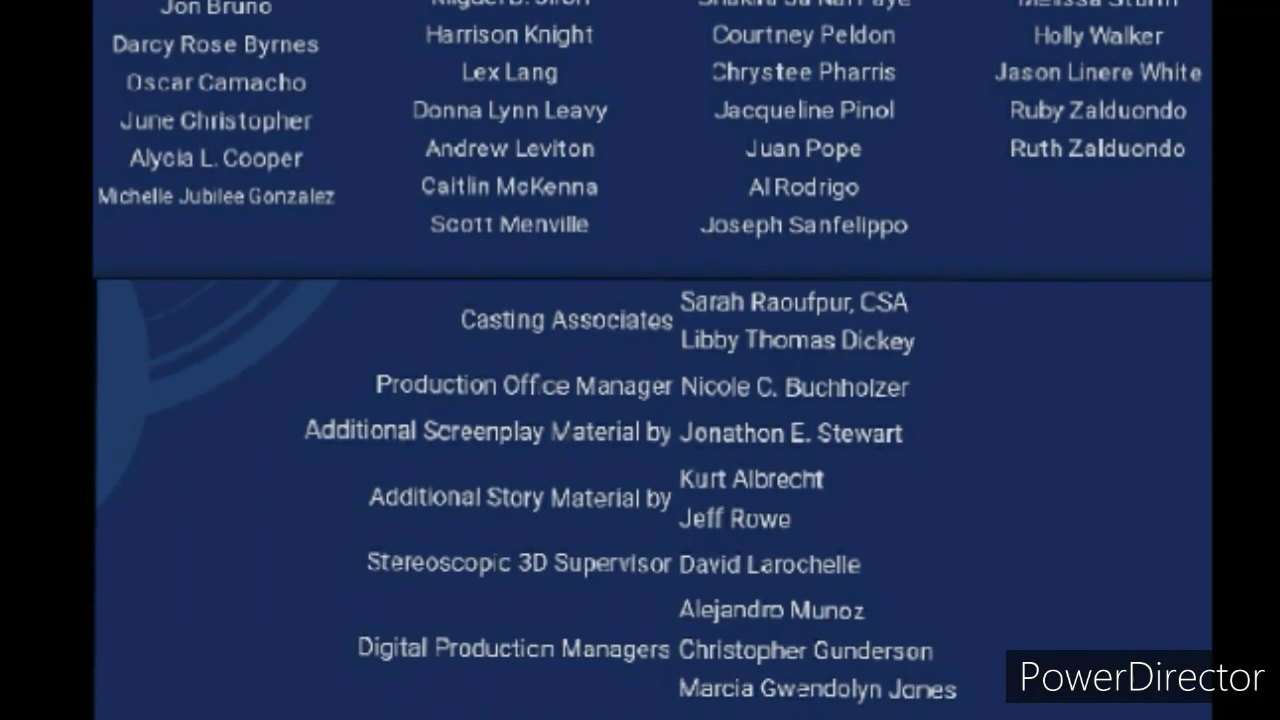 Jon Bruno
Darcy Rose Byrnes
Oscar Camacho
June Christopher
Alycia L. Cooper
Michelle Jubilee Gonzalez
Harrison Knight
Lex Lang
Donna Lynn Leavy
Andrew Leviton
Caitlin McKenna
Scott Menville
Courtney Peldon
Chrystee Pharris
Jacqueline Pinol
Juan Pope
Al Rodrigo
Joseph Sanfelippo
Holly Walker
Jason Linere White
Ruby Zalduondo
Ruth Zalduondo
Casting Associates Sarah Raoufpur, CSA
Libby Thomas Dickey
Production Office Manager Nicole C. Buchholzer
Additional Screenplay Material by Jonathon E. Stewart
Additional Story Material by Kurt Albrecht
Jeff Rowe
Stereoscopic 3D Supervisor David Larochelle
Alejandro Munoz
Digital Production Managers Christopher Gunderson
Marcia Gwendolyn Jones
PowerDirector